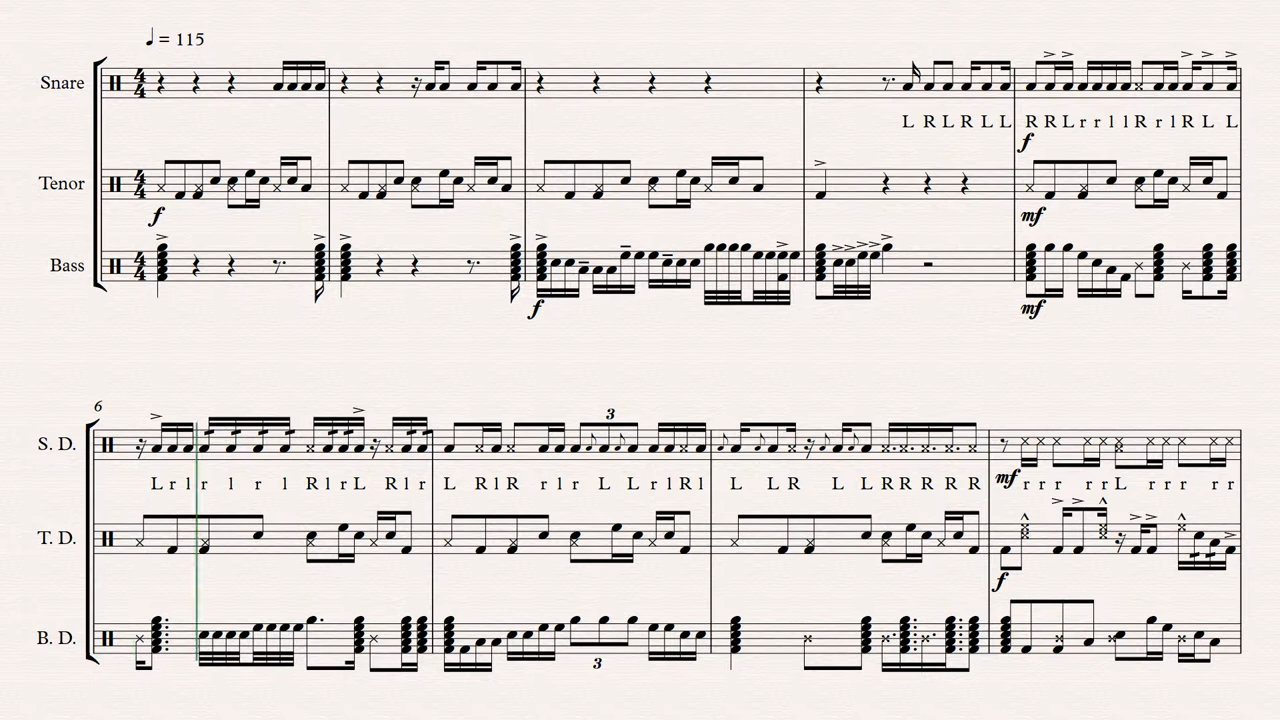 ♩ = 115
Snare
L R L R L L R R L r r l l R r l R L L
f
Tenor
f mf
Bass
f mf
6
3
S. D.
mf
L r l r l r l R l r L R l r L R l R r l r L L r l R l L L R L L R R R R r r r r L r r r r r
T. D.
f
B. D.
3